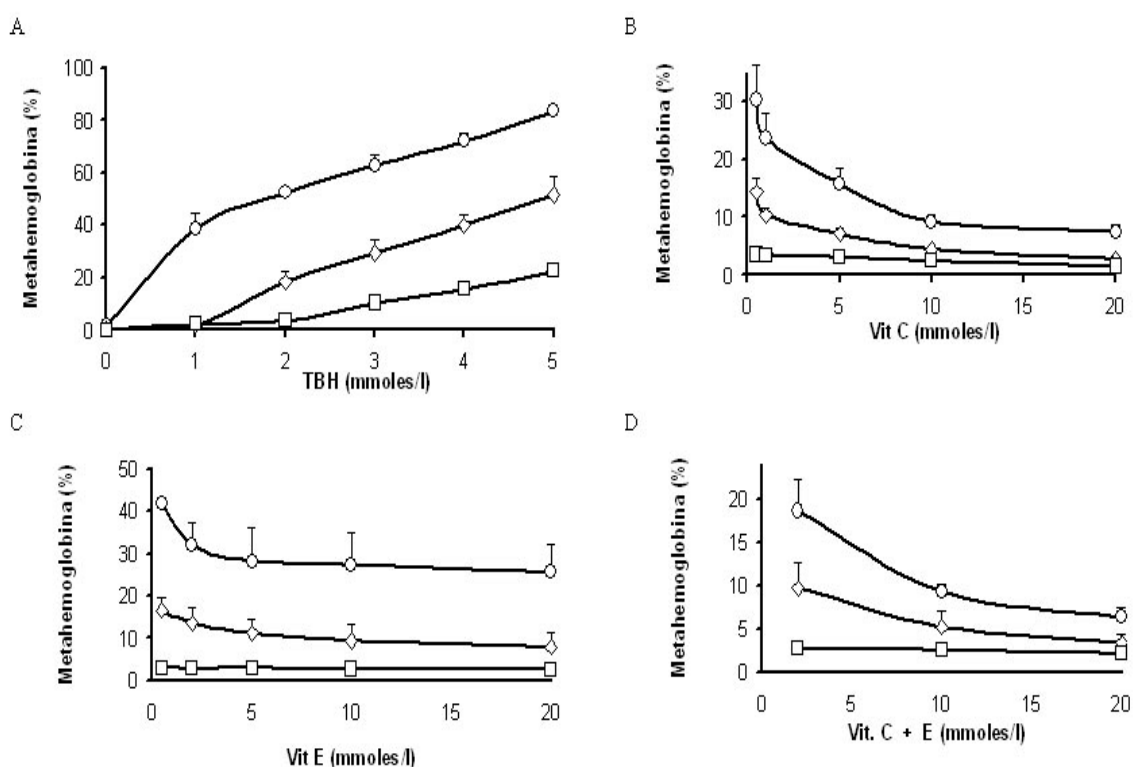 A
Metahemoglobina (%)
100
80
60
40
20
0
0 1 2 3 4 5
TBH (mmoles/l)
B
Metahemoglobina (%)
30
20
10
0
0 5 10 15 20
Vit C (mmoles/l)
C
Metahemoglobina (%)
50
40
30
20
10
0
0 5 10 15 20
Vit E (mmoles/l)
D
Metahemoglobina (%)
20
15
10
5
0
0 5 10 15 20
Vit. C + E (mmoles/l)